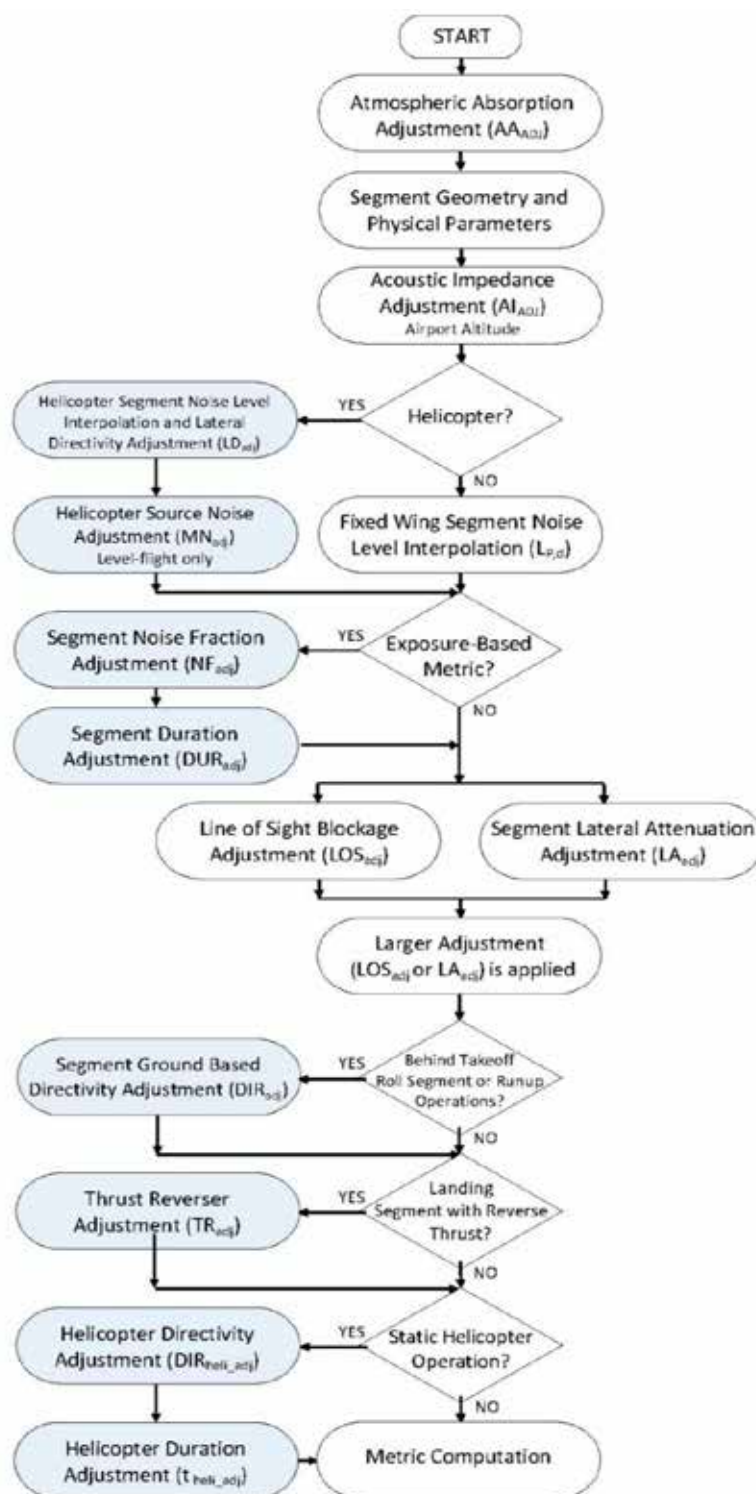 START
Atmospheric Absorption
Adjustment (AA_ADJ)
Segment Geometry and
Physical Parameters
Acoustic Impedance
Adjustment (AI_ADJ)
Airport Altitude
Helicopter?
YES
Helicopter Segment Noise Level
Interpolation and Lateral
Directivity Adjustment (LD_adj)
NO
Helicopter Source Noise
Adjustment (MN_adj)
Level-flight only
Fixed Wing Segment Noise
Level Interpolation (L_P,d)
Exposure-Based
Metric?
YES
Segment Noise Fraction
Adjustment (NF_adj)
NO
Segment Duration
Adjustment (DUR_adj)
Line of Sight Blockage
Adjustment (LOS_adj)
Segment Lateral Attenuation
Adjustment (LA_adj)
Larger Adjustment
(LOS_adj or LA_adj) is applied
Behind Takeoff
Roll Segment or Runup
Operations?
YES
Segment Ground Based
Directivity Adjustment (DIR_adj)
NO
Landing
Segment with Reverse
Thrust?
YES
Thrust Reverser
Adjustment (TR_adj)
NO
Static Helicopter
Operation?
YES
Helicopter Directivity
Adjustment (DIR_heli_adj)
NO
Helicopter Duration
Adjustment (t_heli_adj)
Metric Computation